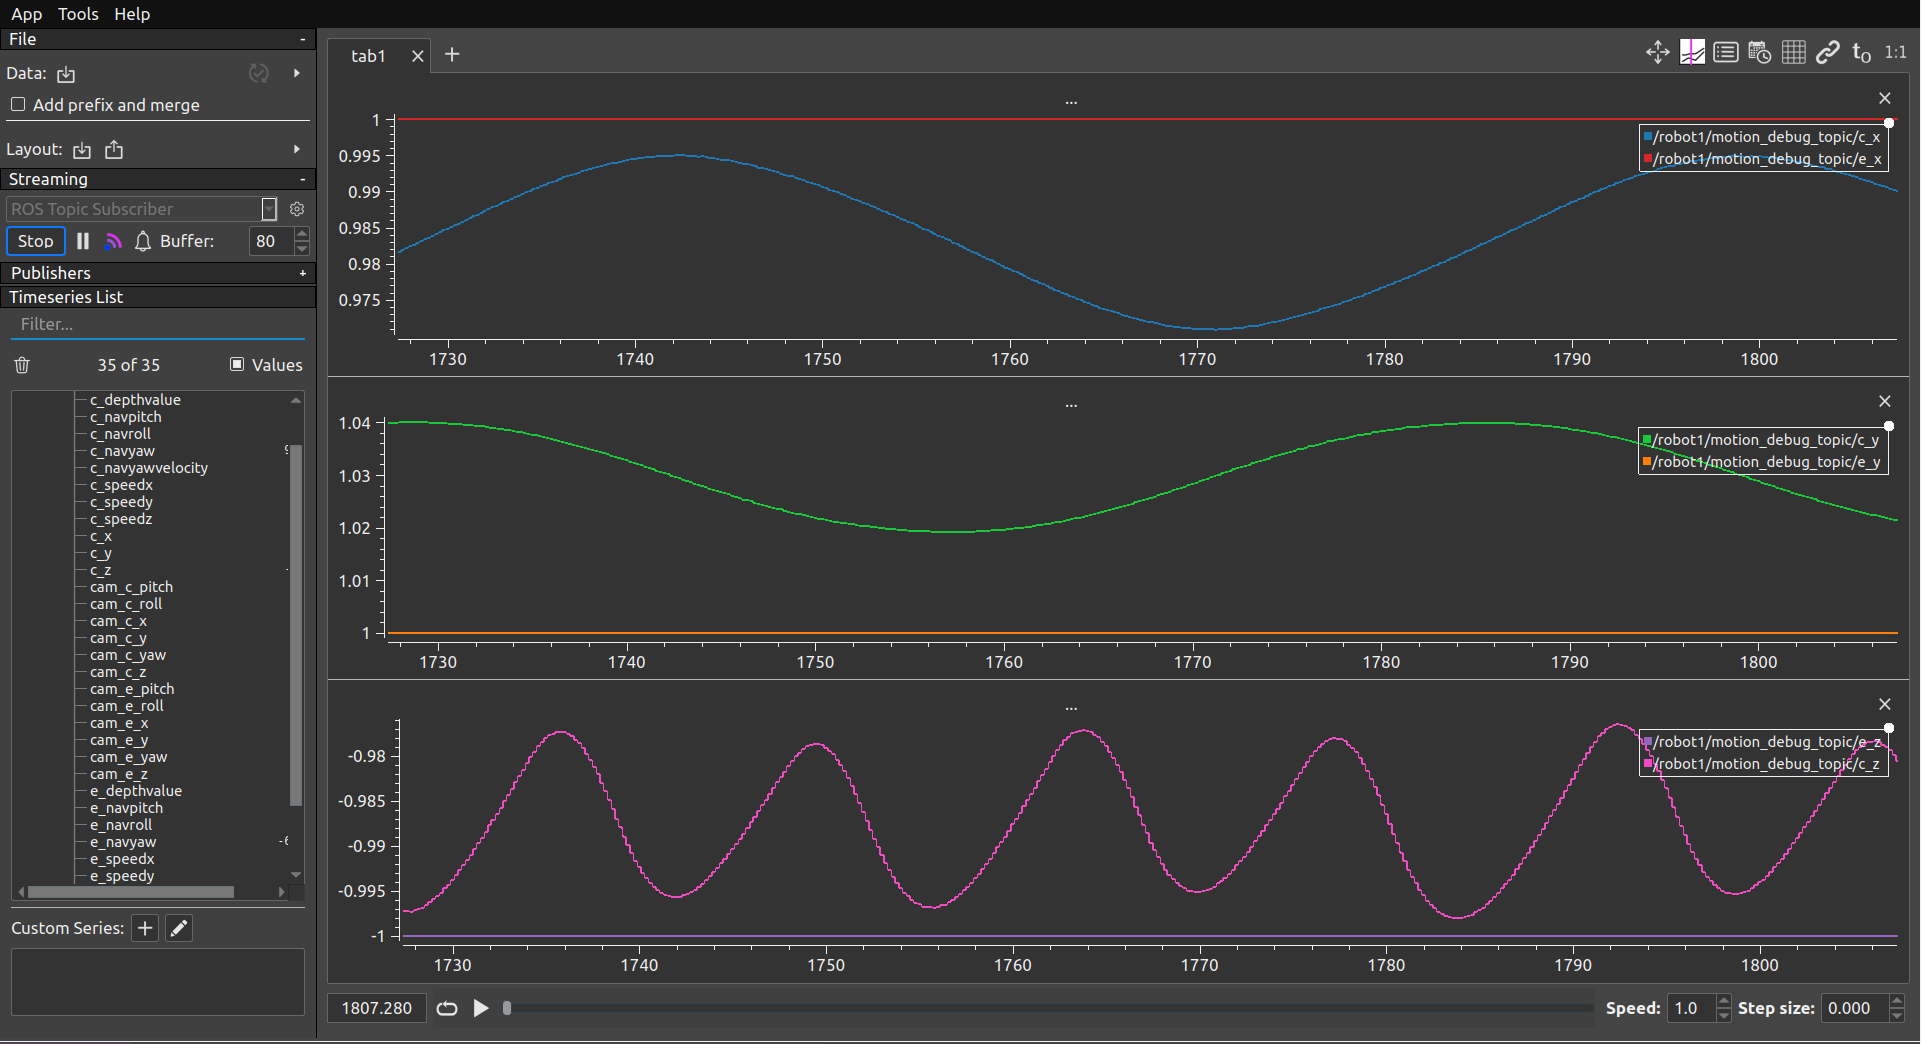 App Tools Help
File -
Data:
Add prefix and merge
Layout:
Streaming -
ROS Topic Subscriber
Stop Buffer: 80
Publishers +
Timeseries List
Filter...
35 of 35 Values
c_depthvalue
c_navpitch
c_navroll
c_navyaw
c_navyawvelocity
c_speedx
c_speedy
c_speedz
c_x
c_y
c_z -
cam_c_pitch
cam_c_roll
cam_c_x
cam_c_y
cam_c_yaw
cam_c_z
cam_e_pitch
cam_e_roll
cam_e_x
cam_e_y
cam_e_yaw
cam_e_z
e_depthvalue
e_navpitch
e_navroll
e_navyaw -6
e_speedx
e_speedy
Custom Series:
tab1
t0 1:1
...
/robot1/motion_debug_topic/c_x
/robot1/motion_debug_topic/e_x
1
0.995
0.99
0.985
0.98
0.975
1730 1740 1750 1760 1770 1780 1790 1800
...
/robot1/motion_debug_topic/c_y
/robot1/motion_debug_topic/e_y
1.04
1.03
1.02
1.01
1
1730 1740 1750 1760 1770 1780 1790 1800
...
/robot1/motion_debug_topic/e_z
/robot1/motion_debug_topic/c_z
-0.98
-0.985
-0.99
-0.995
-1
1730 1740 1750 1760 1770 1780 1790 1800
1807.280 Speed: 1.0 Step size: 0.000